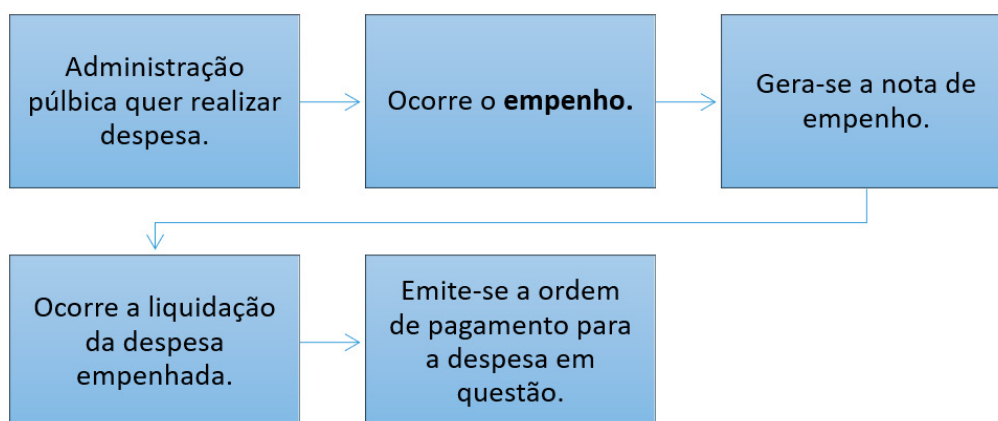 Administração
púlbica quer realizar
despesa.
Ocorre o empenho.
Gera-se a nota de
empenho.
Ocorre a liquidação
da despesa
empenhada.
Emite-se a ordem
de pagamento para
a despesa em
questão.